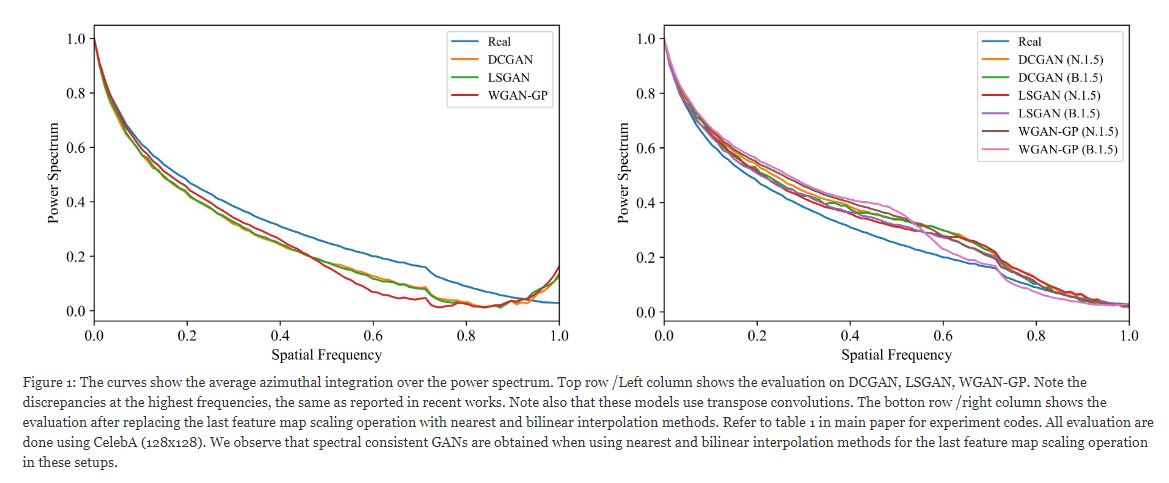 1.0
0.8
0.6
0.4
0.2
0.0
Power Spectrum
0.0 0.2 0.4 0.6 0.8 1.0
Spatial Frequency
Real
DCGAN
LSGAN
WGAN-GP
1.0
0.8
0.6
0.4
0.2
0.0
Power Spectrum
0.0 0.2 0.4 0.6 0.8 1.0
Spatial Frequency
Real
DCGAN (N.1.5)
DCGAN (B.1.5)
LSGAN (N.1.5)
LSGAN (B.1.5)
WGAN-GP (N.1.5)
WGAN-GP (B.1.5)
Figure 1: The curves show the average azimuthal integration over the power spectrum. Top row /Left column shows the evaluation on DCGAN, LSGAN, WGAN-GP. Note the
discrepancies at the highest frequencies, the same as reported in recent works. Note also that these models use transpose convolutions. The botton row /right column shows the
evaluation after replacing the last feature map scaling operation with nearest and bilinear interpolation methods. Refer to table 1 in main paper for experiment codes. All evaluation are
done using CelebA (128x128). We observe that spectral consistent GANs are obtained when using nearest and bilinear interpolation methods for the last feature map scaling operation
in these setups.